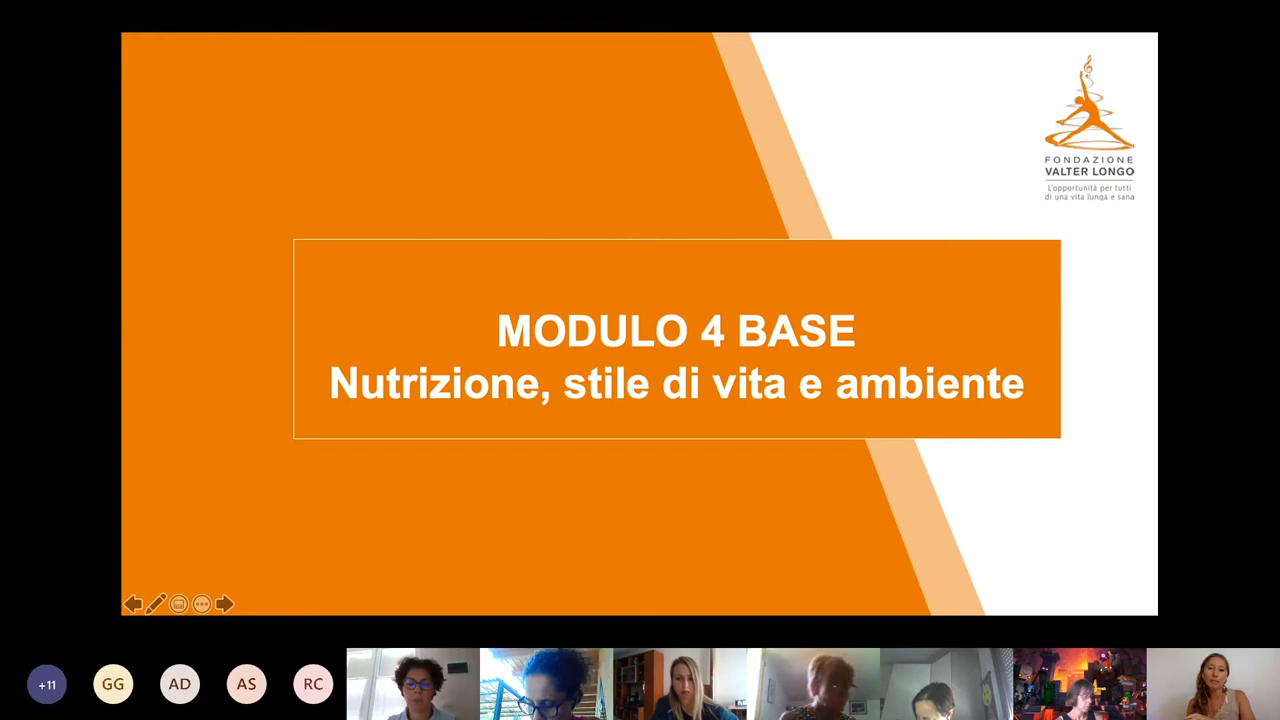 FONDAZIONE
VALTER LONGO
L'opportunità per tutti
di una vita lunga e sana
MODULO 4 BASE
Nutrizione, stile di vita e ambiente
+11
GG
AD
AS
RC